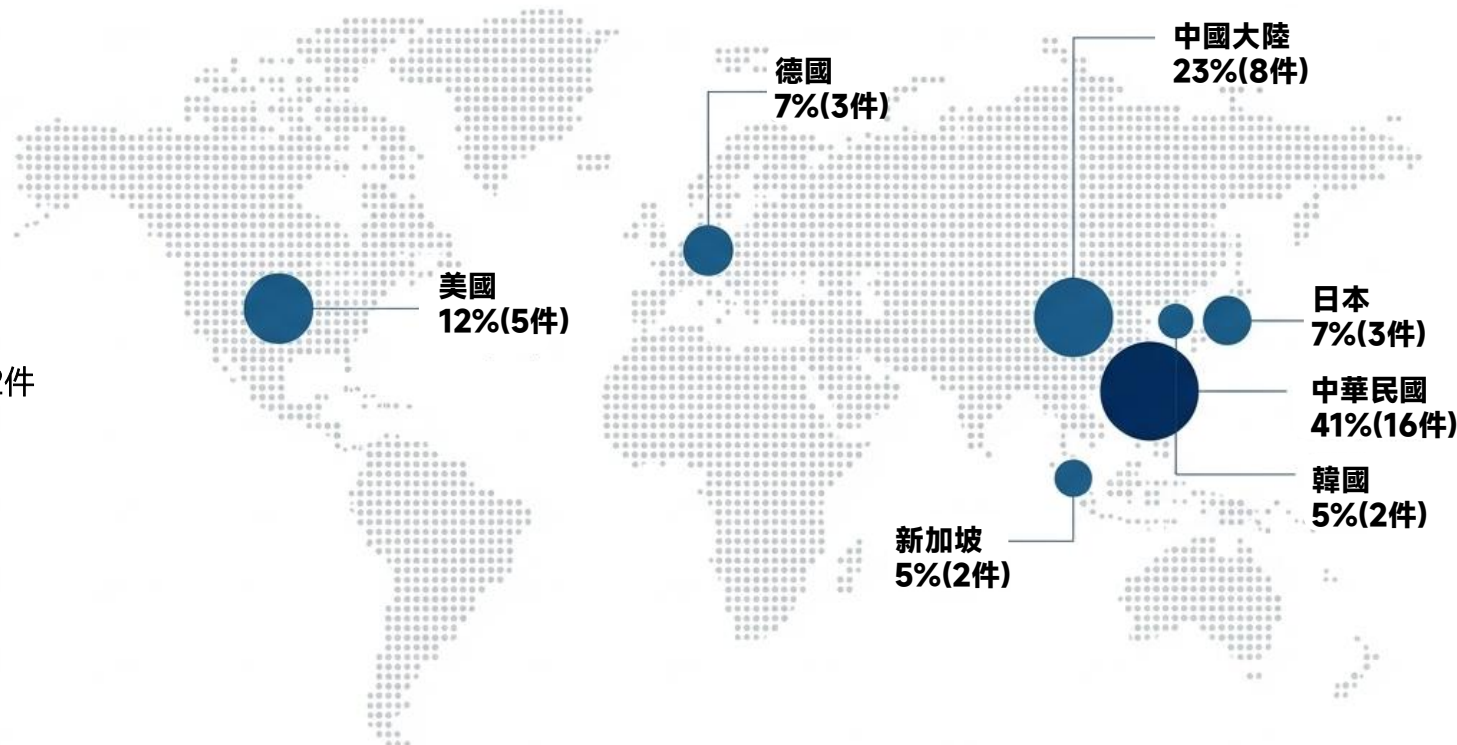 中國大陸
23%(8件)
德國
7%(3件)
美國
12%(5件)
日本
7%(3件)
2件
中華民國
41%(16件)
韓國
5%(2件)
新加坡
5%(2件)